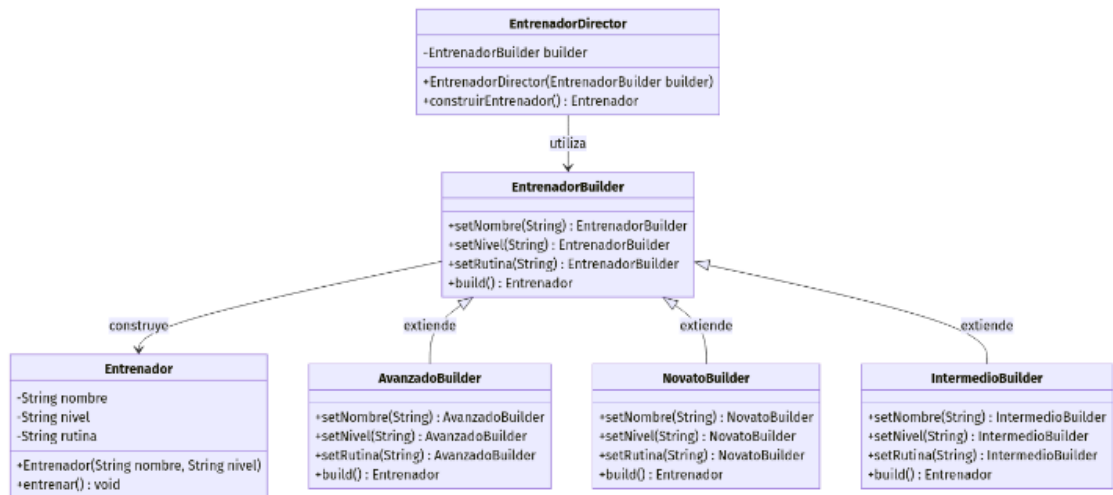 EntrenadorDirector
-EntrenadorBuilder builder
+EntrenadorDirector(EntrenadorBuilder builder)
+construirEntrenador() : Entrenador
utiliza
EntrenadorBuilder
+setNombre(String) : EntrenadorBuilder
+setNivel(String) : EntrenadorBuilder
+setRutina(String) : EntrenadorBuilder
+build() : Entrenador
construye
extiende
extiende
extiende
Entrenador
-String nombre
-String nivel
-String rutina
+Entrenador(String nombre, String nivel)
+entrenar() : void
AvanzadoBuilder
+setNombre(String) : AvanzadoBuilder
+setNivel(String) : AvanzadoBuilder
+setRutina(String) : AvanzadoBuilder
+build() : Entrenador
NovatoBuilder
+setNombre(String) : NovatoBuilder
+setNivel(String) : NovatoBuilder
+setRutina(String) : NovatoBuilder
+build() : Entrenador
IntermedioBuilder
+setNombre(String) : IntermedioBuilder
+setNivel(String) : IntermedioBuilder
+setRutina(String) : IntermedioBuilder
+build() : Entrenador